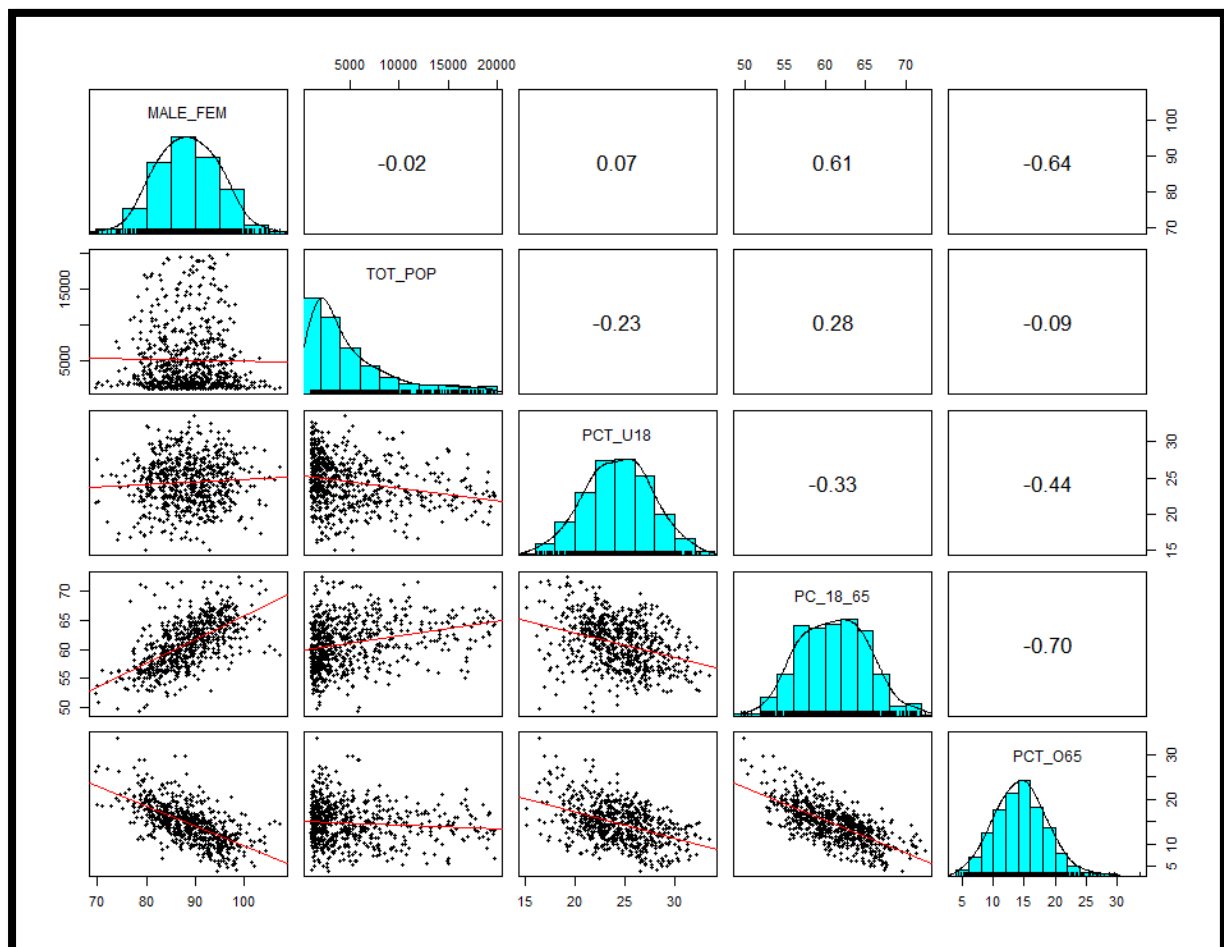 5000 10000 15000 20000 50 55 60 65 70
MALE_FEM
-0.02 0.07 0.61 -0.64
70 80 90 100
5000 15000
TOT_POP
-0.23 0.28 -0.09
PCT_U18
-0.33 -0.44
15 20 25 30
50 55 60 65 70
PC_18_65
-0.70
PCT_O65
5 10 20 30
70 80 90 100 15 20 25 30 5 10 15 20 25 30